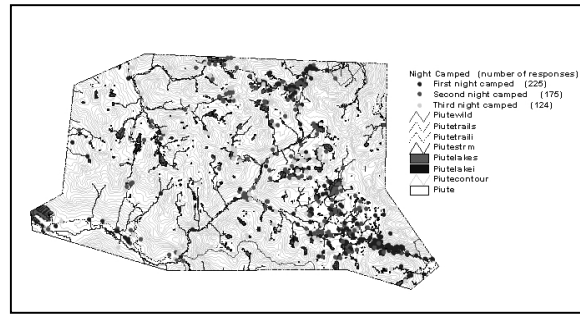 Night Camped (number of responses)
First night camped (225)
Second night camped (175)
Third night camped (124)
Piutewild
Piutetrails
Piutetraili
Piutestrm
Piutelakes
Piutelakei
Piutecontour
Piute